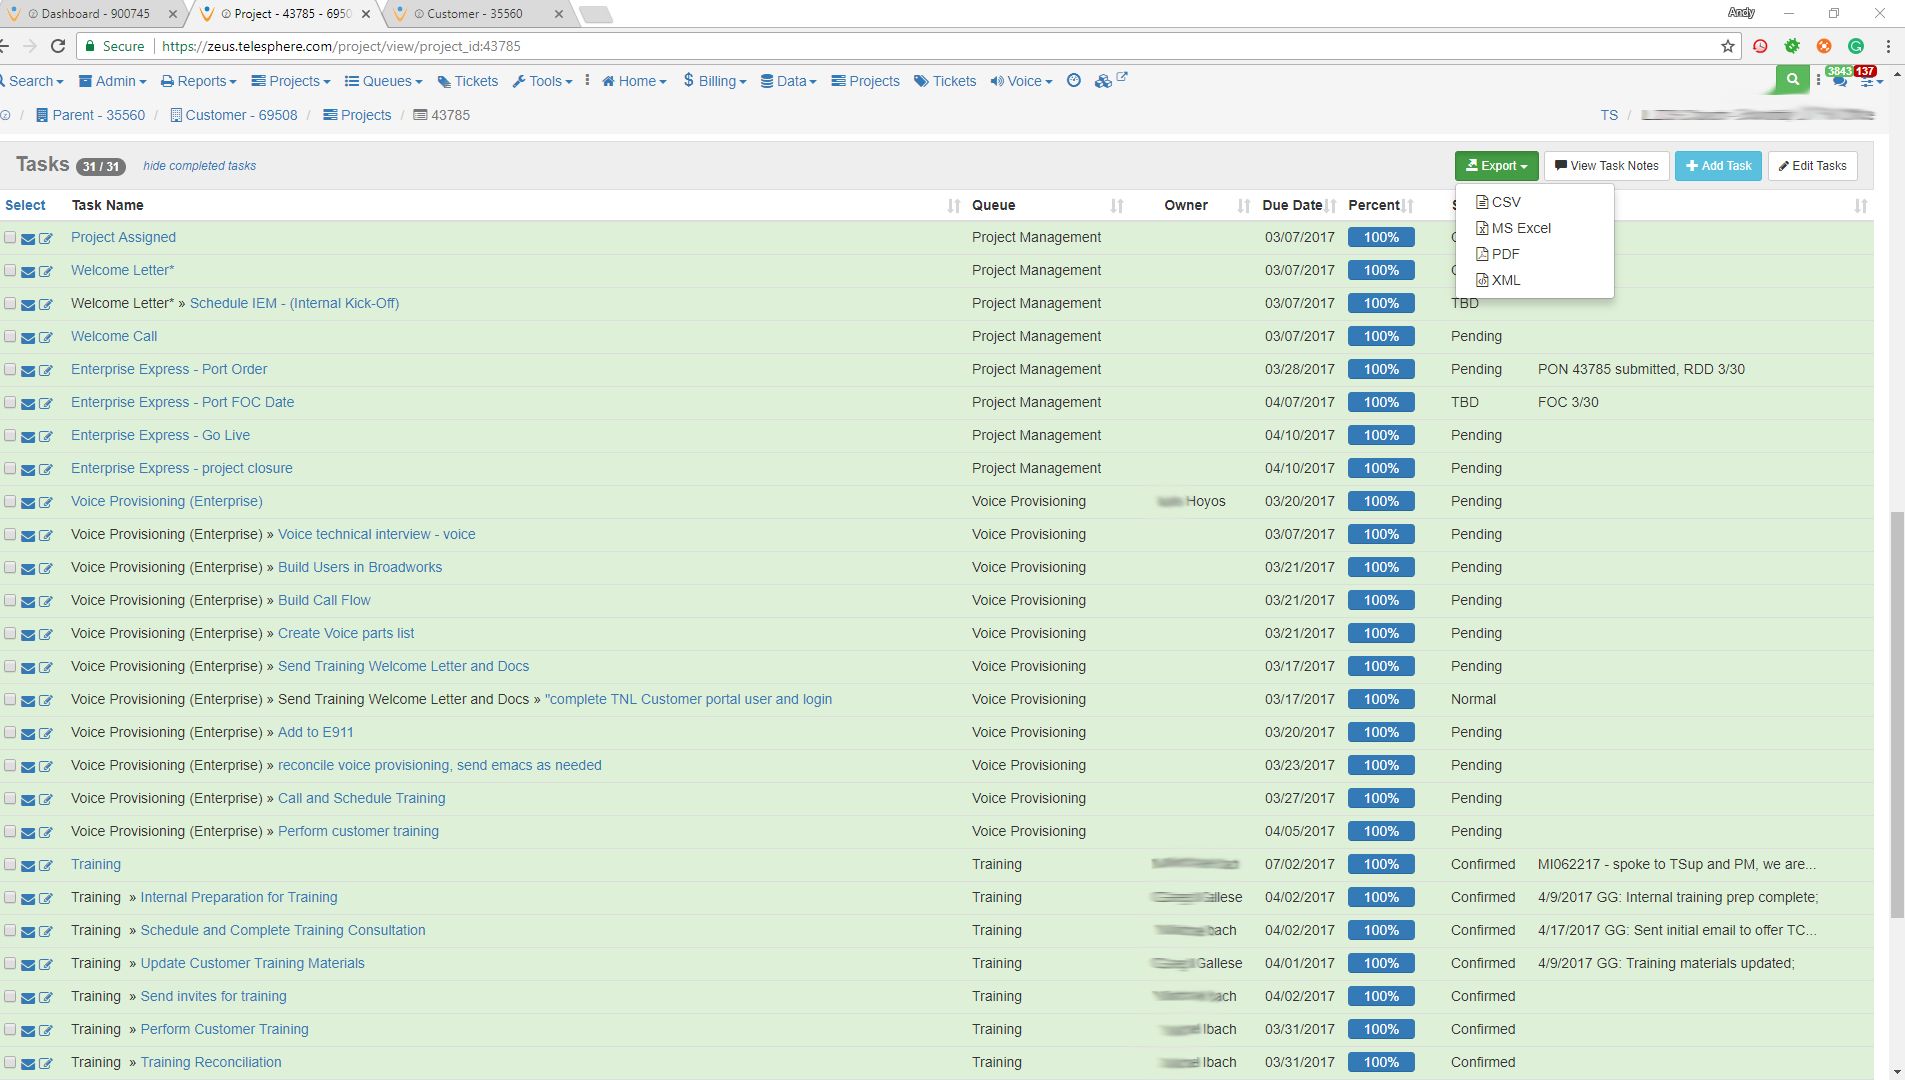 Dashboard - 900745 Project - 43785 - 6950 Customer - 35560 Andy
Secure https://zeus.telesphere.com/project/view/project_id:43785
Search Admin Reports Projects Queues Tickets Tools Home Billing Data Projects Tickets Voice 3843 137
/ Parent - 35560 / Customer - 69508 / Projects / 43785 TS /
Tasks 31 / 31 hide completed tasks Export View Task Notes Add Task Edit Tasks
Select Task Name Queue Owner Due Date Percent S
CSV
MS Excel
PDF
XML
Project Assigned Project Management 03/07/2017 100%
Welcome Letter* Project Management 03/07/2017 100%
Welcome Letter* » Schedule IEM - (Internal Kick-Off) Project Management 03/07/2017 100% TBD
Welcome Call Project Management 03/07/2017 100% Pending
Enterprise Express - Port Order Project Management 03/28/2017 100% Pending PON 43785 submitted, RDD 3/30
Enterprise Express - Port FOC Date Project Management 04/07/2017 100% TBD FOC 3/30
Enterprise Express - Go Live Project Management 04/10/2017 100% Pending
Enterprise Express - project closure Project Management 04/10/2017 100% Pending
Voice Provisioning (Enterprise) Voice Provisioning Hoyos 03/20/2017 100% Pending
Voice Provisioning (Enterprise) » Voice technical interview - voice Voice Provisioning 03/07/2017 100% Pending
Voice Provisioning (Enterprise) » Build Users in Broadworks Voice Provisioning 03/21/2017 100% Pending
Voice Provisioning (Enterprise) » Build Call Flow Voice Provisioning 03/21/2017 100% Pending
Voice Provisioning (Enterprise) » Create Voice parts list Voice Provisioning 03/21/2017 100% Pending
Voice Provisioning (Enterprise) » Send Training Welcome Letter and Docs Voice Provisioning 03/17/2017 100% Pending
Voice Provisioning (Enterprise) » Send Training Welcome Letter and Docs » "complete TNL Customer portal user and login Voice Provisioning 03/17/2017 100% Normal
Voice Provisioning (Enterprise) » Add to E911 Voice Provisioning 03/20/2017 100% Pending
Voice Provisioning (Enterprise) » reconcile voice provisioning, send emacs as needed Voice Provisioning 03/23/2017 100% Pending
Voice Provisioning (Enterprise) » Call and Schedule Training Voice Provisioning 03/27/2017 100% Pending
Voice Provisioning (Enterprise) » Perform customer training Voice Provisioning 04/05/2017 100% Pending
Training Training 07/02/2017 100% Confirmed MI062217 - spoke to TSup and PM, we are...
Training » Internal Preparation for Training Training Gallese 04/02/2017 100% Confirmed 4/9/2017 GG: Internal training prep complete;
Training » Schedule and Complete Training Consultation Training bach 04/02/2017 100% Confirmed 4/17/2017 GG: Sent initial email to offer TC...
Training » Update Customer Training Materials Training Gallese 04/01/2017 100% Confirmed 4/9/2017 GG: Training materials updated;
Training » Send invites for training Training ach 04/02/2017 100% Confirmed
Training » Perform Customer Training Training lbach 03/31/2017 100% Confirmed
Training » Training Reconciliation Training lbach 03/31/2017 100% Confirmed